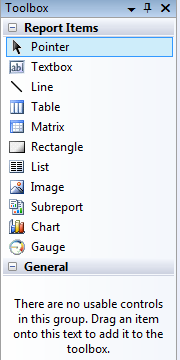 Toolbox
Report Items
Pointer
Textbox
Line
Table
Matrix
Rectangle
List
Image
Subreport
Chart
Gauge
General
There are no usable controls
in this group. Drag an item
onto this text to add it to the
toolbox.